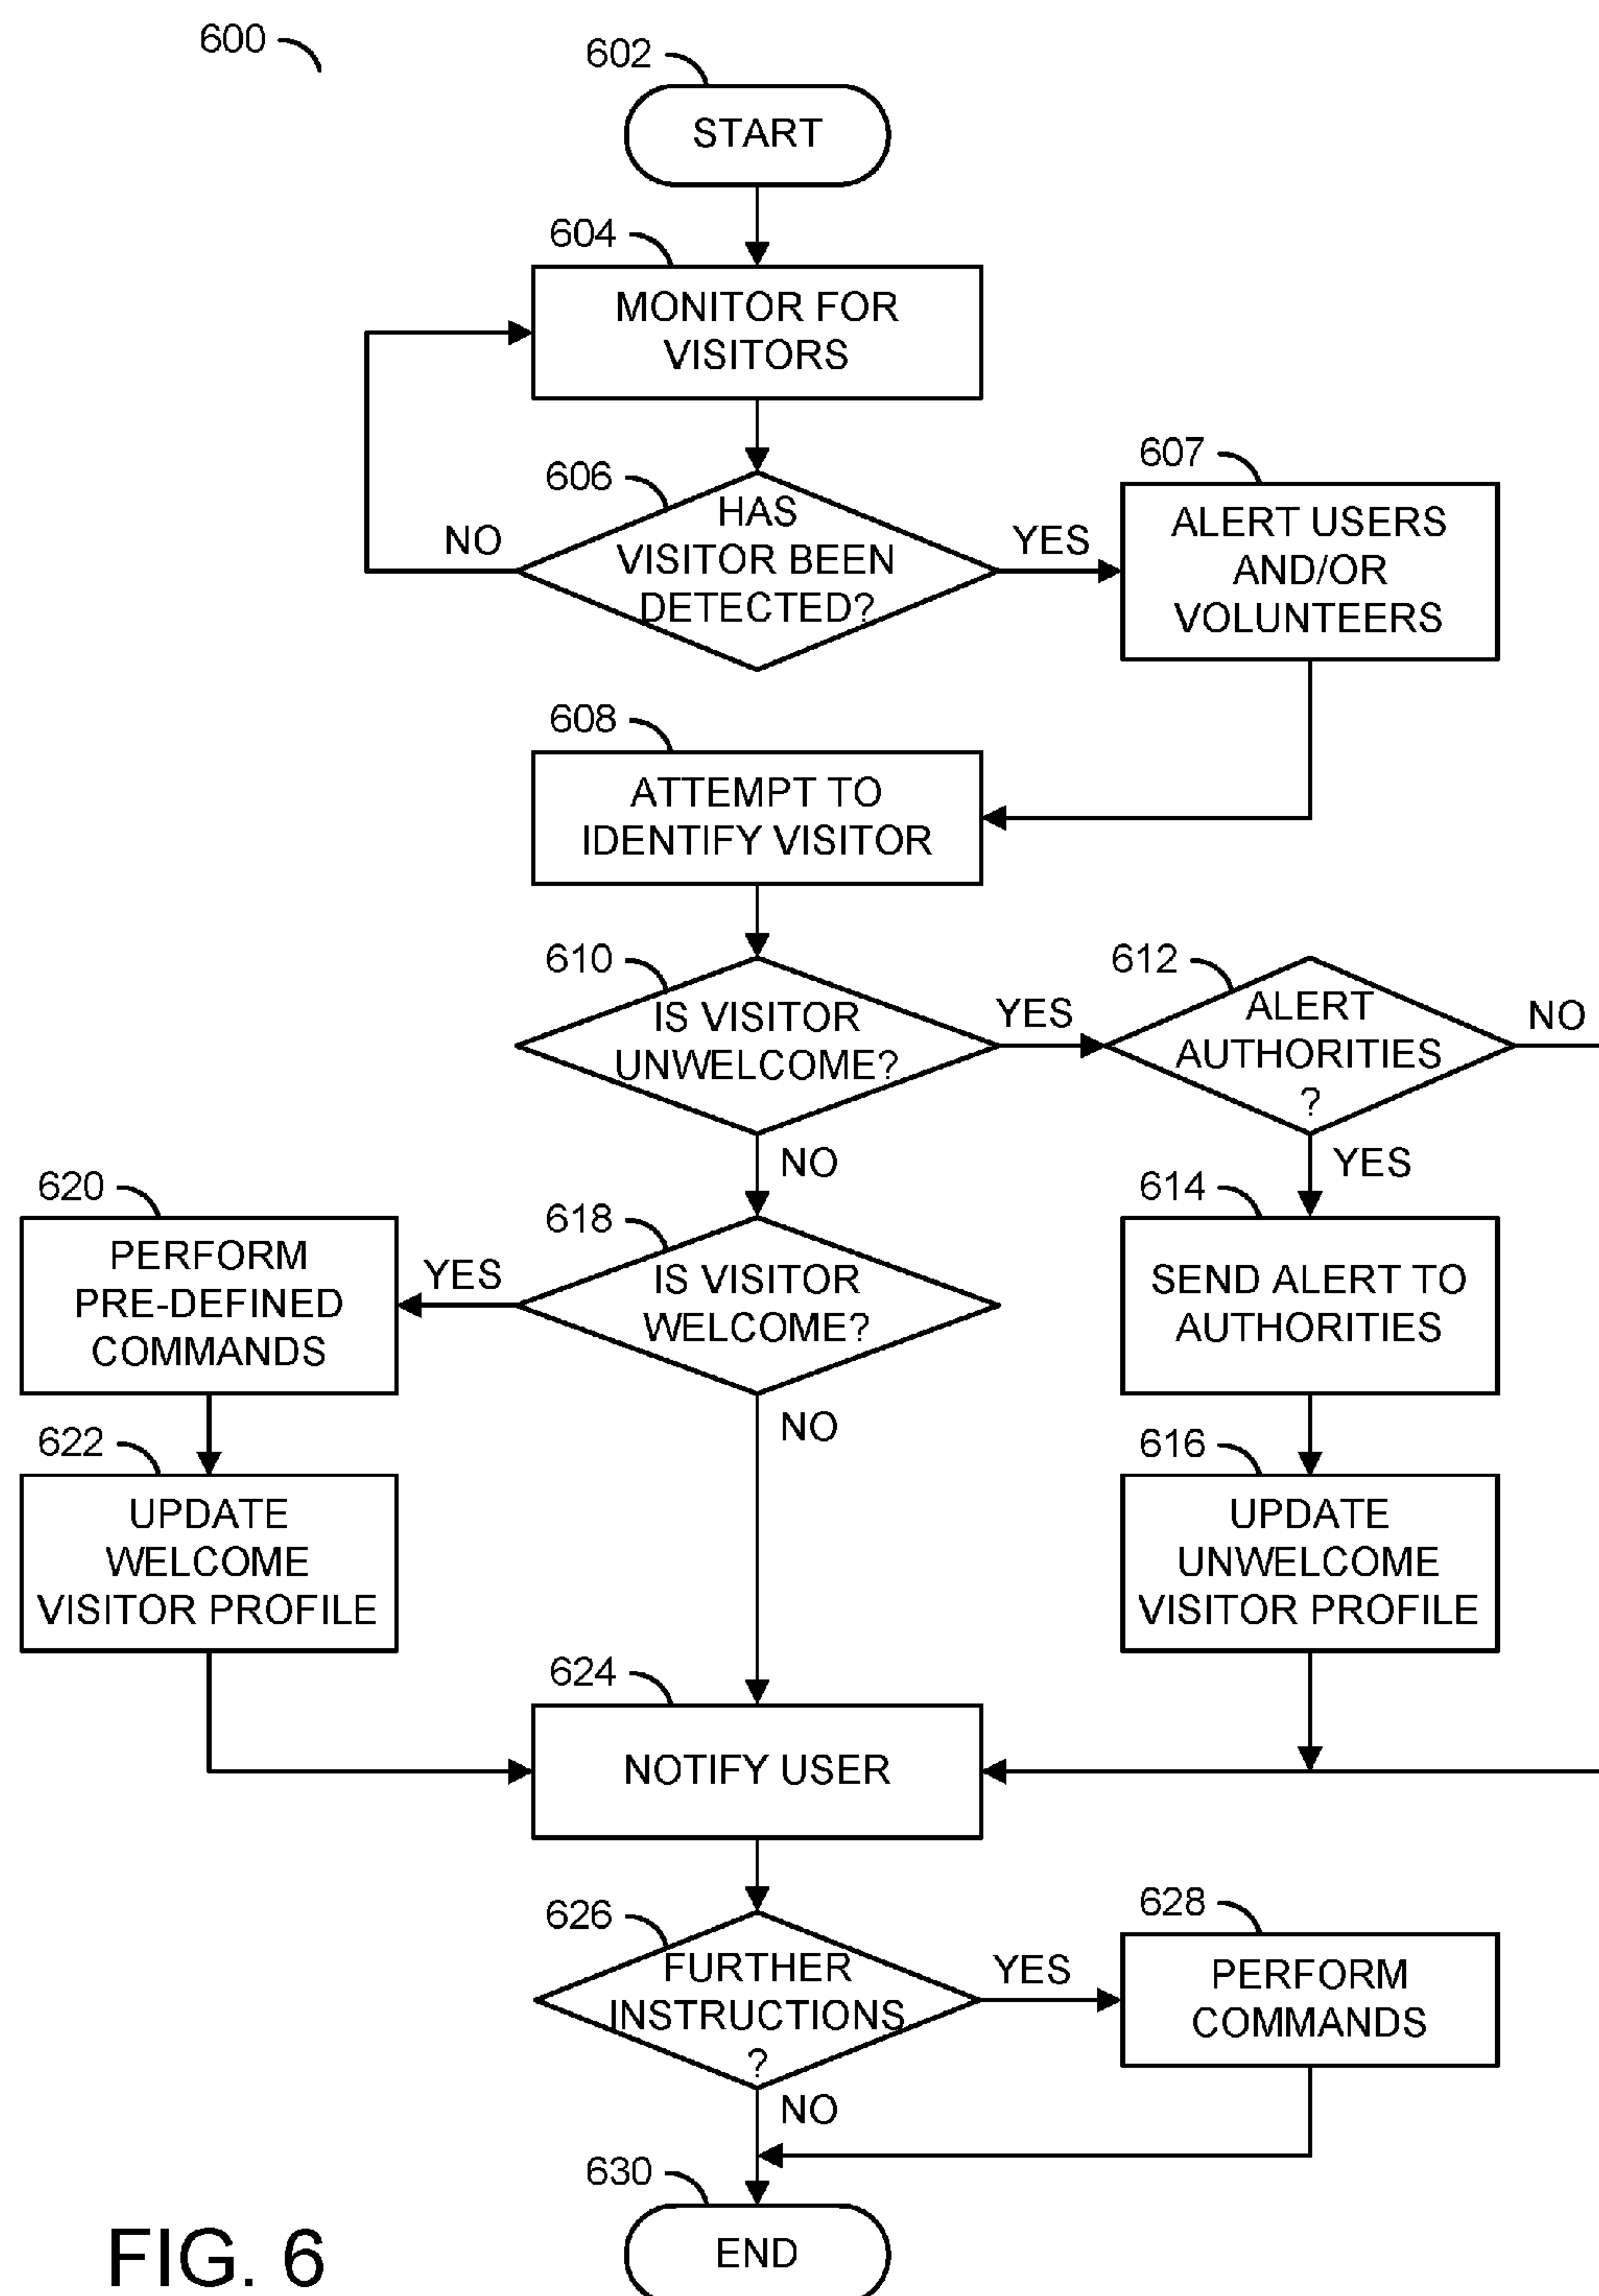 600
602
START
604
MONITOR FOR
VISITORS
606
HAS
VISITOR BEEN
DETECTED?
NO
YES
607
ALERT USERS
AND/OR
VOLUNTEERS
608
ATTEMPT TO
IDENTIFY VISITOR
610
IS VISITOR
UNWELCOME?
YES
NO
612
ALERT
AUTHORITIES
?
NO
YES
614
SEND ALERT TO
AUTHORITIES
616
UPDATE
UNWELCOME
VISITOR PROFILE
618
IS VISITOR
WELCOME?
YES
NO
620
PERFORM
PRE-DEFINED
COMMANDS
622
UPDATE
WELCOME
VISITOR PROFILE
624
NOTIFY USER
626
FURTHER
INSTRUCTIONS
?
YES
NO
628
PERFORM
COMMANDS
630
END
FIG. 6